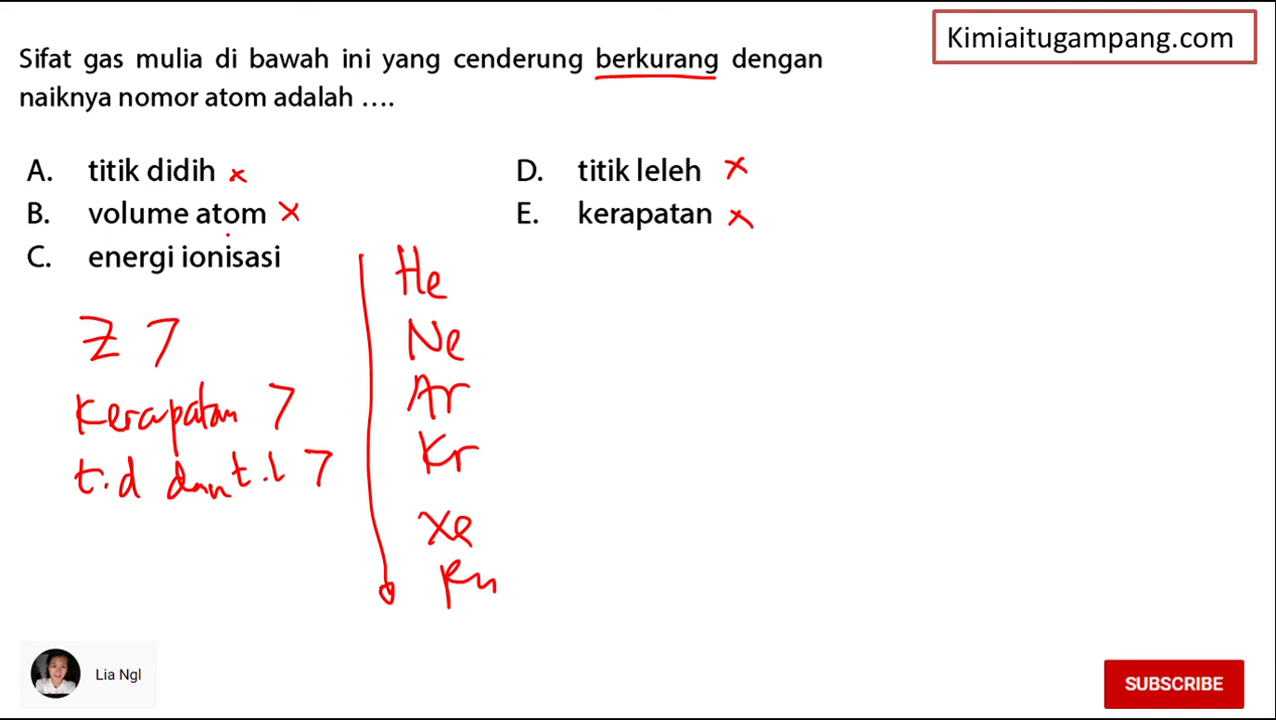 Kimiaitugampang.com
Sifat gas mulia di bawah ini yang cenderung berkurang dengan
naiknya nomor atom adalah ....
A. titik didih x
B. volume atom x
C. energi ionisasi
D. titik leleh x
E. kerapatan x
He
Ne
Ar
Kr
Xe
Rn
Z >
Kerapatan >
t.d dan t.l >
Lia Ngl
SUBSCRIBE